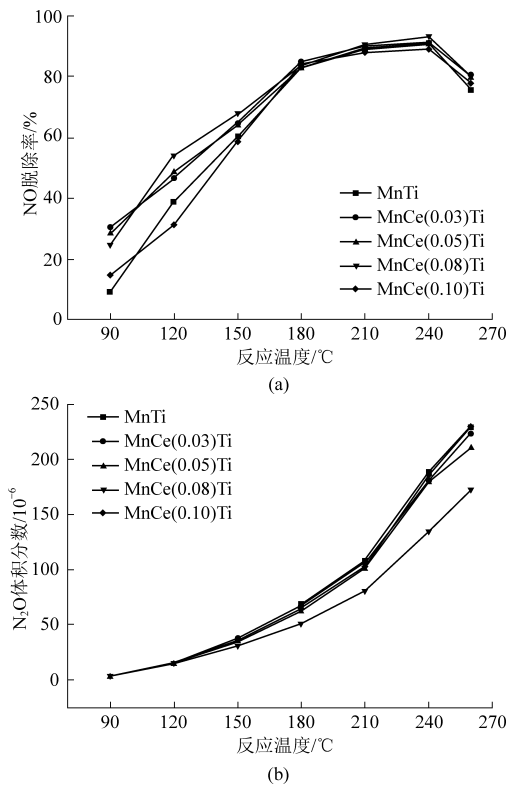 100
80
60
40
20
0
NO脱除率/%
MnTi
MnCe(0.03)Ti
MnCe(0.05)Ti
MnCe(0.08)Ti
MnCe(0.10)Ti
90 120 150 180 210 240 270
反应温度/℃
(a)
250
200
150
100
50
0
N₂O体积分数/10⁻⁶
MnTi
MnCe(0.03)Ti
MnCe(0.05)Ti
MnCe(0.08)Ti
MnCe(0.10)Ti
90 120 150 180 210 240 270
反应温度/℃
(b)